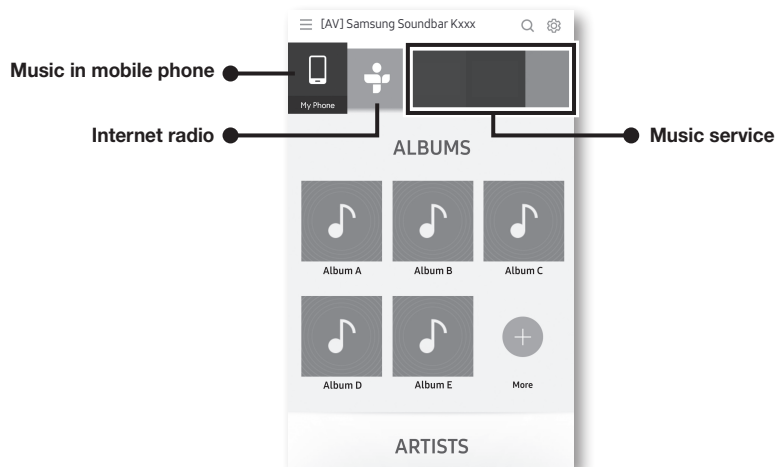 [AV] Samsung Soundbar Kxxx
Music in mobile phone
My Phone
Internet radio
Music service
ALBUMS
Album A
Album B
Album C
Album D
Album E
More
ARTISTS